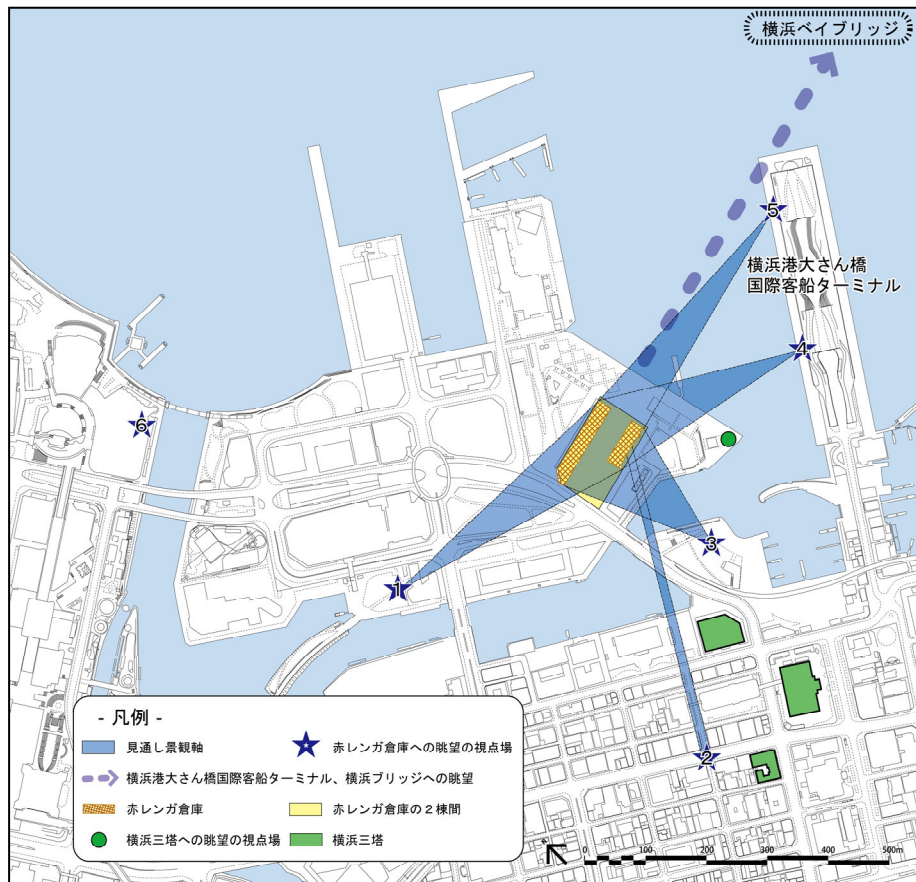 横浜ベイブリッジ
5
横浜港大さん橋
国際客船ターミナル
4
6
3
1
2
- 凡例 -
見通し景観軸
赤レンガ倉庫への眺望の視点場
横浜港大さん橋国際客船ターミナル、横浜ブリッジへの眺望
赤レンガ倉庫
赤レンガ倉庫の2棟間
横浜三塔への眺望の視点場
横浜三塔
0 100 200 300 400 500m